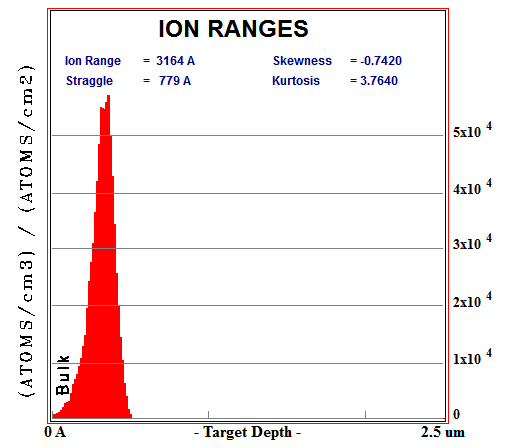 ION RANGES
Ion Range = 3164 A Skewness = -0.7420
Straggle = 779 A Kurtosis = 3.7640
(ATOMS/cm3) / (ATOMS/cm2)
5x10 4
4x10 4
3x10 4
2x10 4
1x10 4
0
Bulk
0 A - Target Depth - 2.5 um